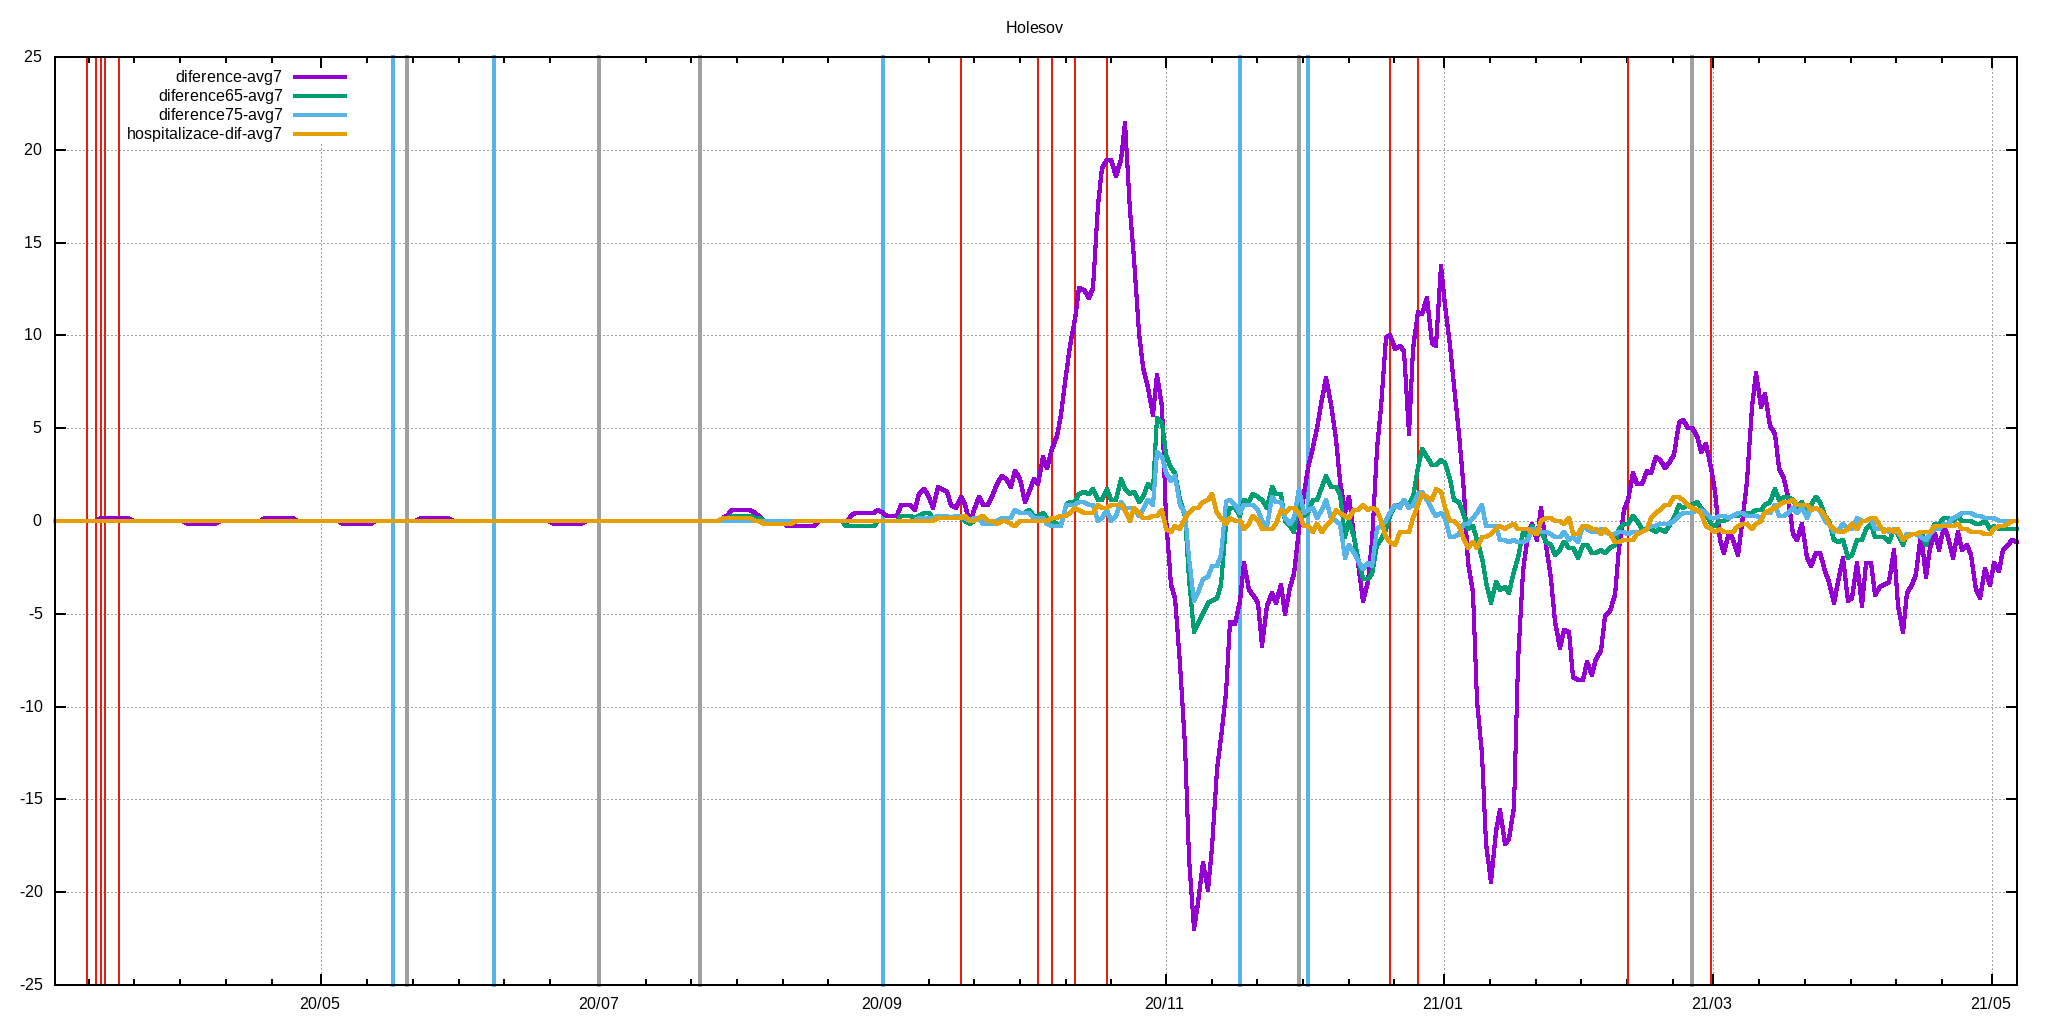 Holesov
25
diference-avg7
diference65-avg7
diference75-avg7
hospitalizace-dif-avg7
20
15
10
5
0
-5
-10
-15
-20
-25
20/05 20/07 20/09 20/11 21/01 21/03 21/05